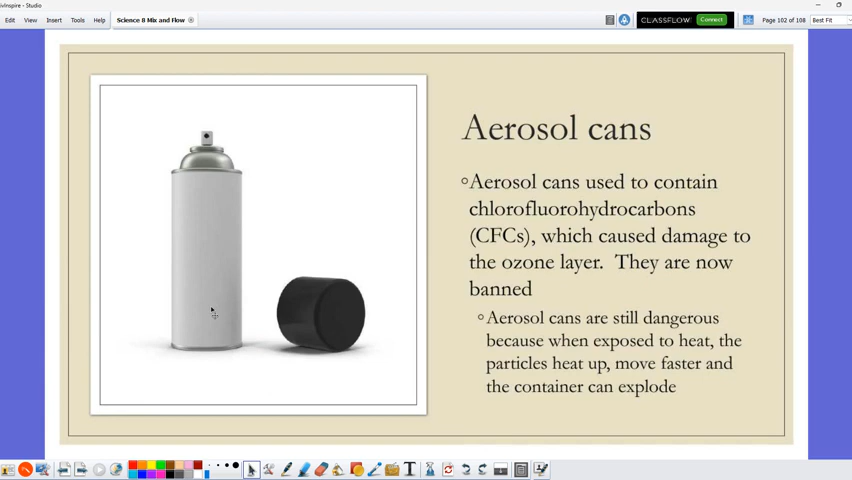 ivInspire - Studio
Edit View Insert Tools Help Science 8 Mix and Flow CLASSFLOW Connect Page 102 of 108 Best Fit
Aerosol cans
Aerosol cans used to contain
chlorofluorohydrocarbons
(CFCs), which caused damage to
the ozone layer. They are now
banned
Aerosol cans are still dangerous
because when exposed to heat, the
particles heat up, move faster and
the container can explode